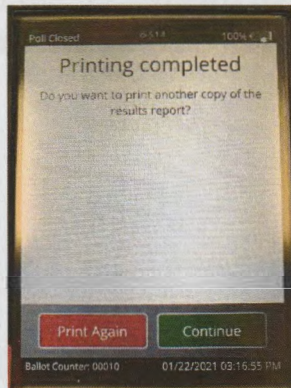 Poll Closed 100%
Printing completed
Do you want to print another copy of the
results report?
Print Again Continue
Ballot Counter: 00010 01/22/2021 03:16:55 PM